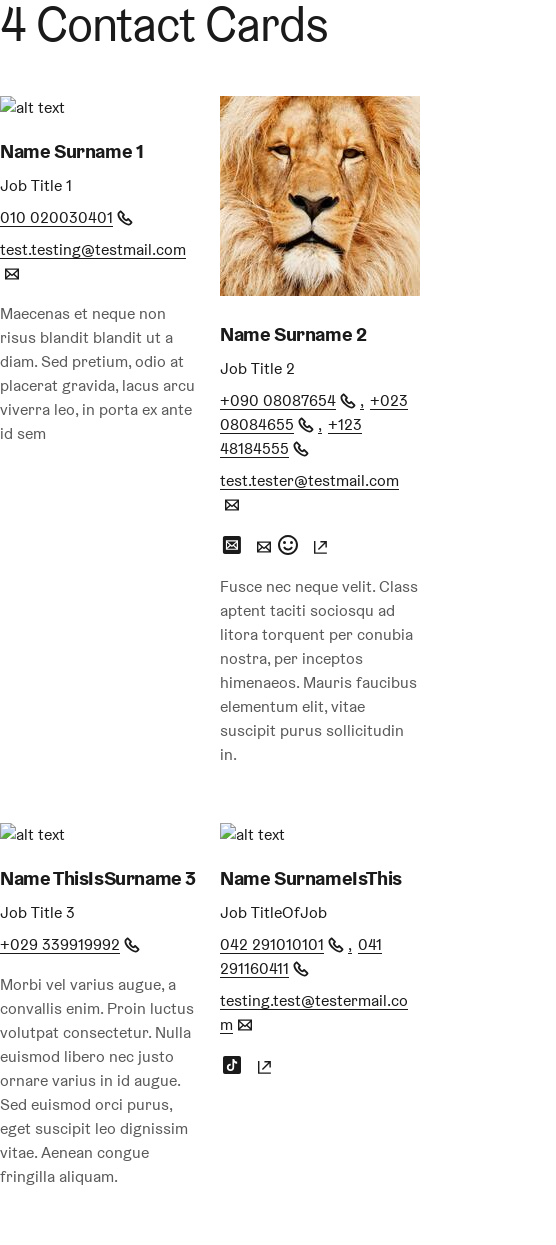 4 Contact Cards
alt text
Name Surname 1
Job Title 1
010 020030401
test.testing@testmail.com
Maecenas et neque non
risus blandit blandit ut a
diam. Sed pretium, odio at
placerat gravida, lacus arcu
viverra leo, in porta ex ante
id sem
Name Surname 2
Job Title 2
+090 08087654 , +023
08084655 , +123
48184555
test.tester@testmail.com
Fusce nec neque velit. Class
aptent taciti sociosqu ad
litora torquent per conubia
nostra, per inceptos
himenaeos. Mauris faucibus
elementum elit, vitae
suscipit purus sollicitudin
in.
alt text
Name ThisIsSurname 3
Job Title 3
+029 339919992
Morbi vel varius augue, a
convallis enim. Proin luctus
volutpat consectetur. Nulla
euismod libero nec justo
ornare varius in id augue.
Sed euismod orci purus,
eget suscipit leo dignissim
vitae. Aenean congue
fringilla aliquam.
alt text
Name SurnameIsThis
Job TitleOfJob
042 291010101 , 041
291160411
testing.test@testermail.co
m